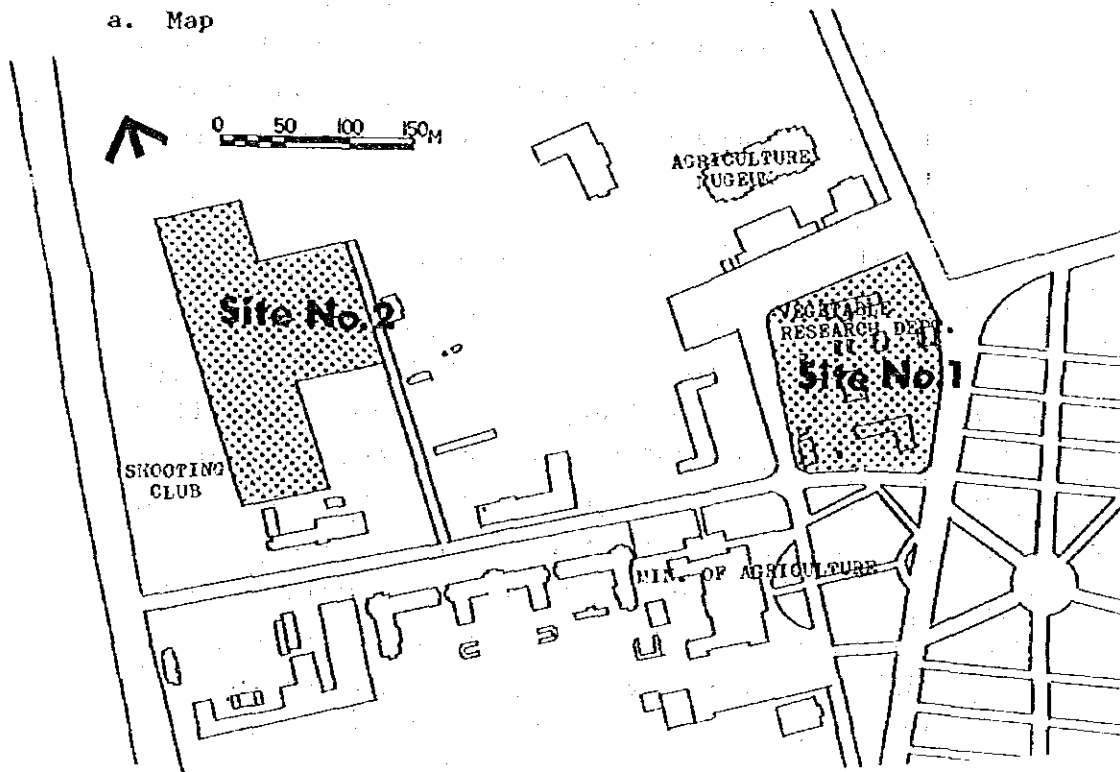 a. Map
0 50 100 150M
AGRICULTURE
MUGEUM
Site No.2
VEGETABLE
RESEARCH DEPT.
Site No.1
SHOOTING
CLUB
MIN. OF AGRICULTURE